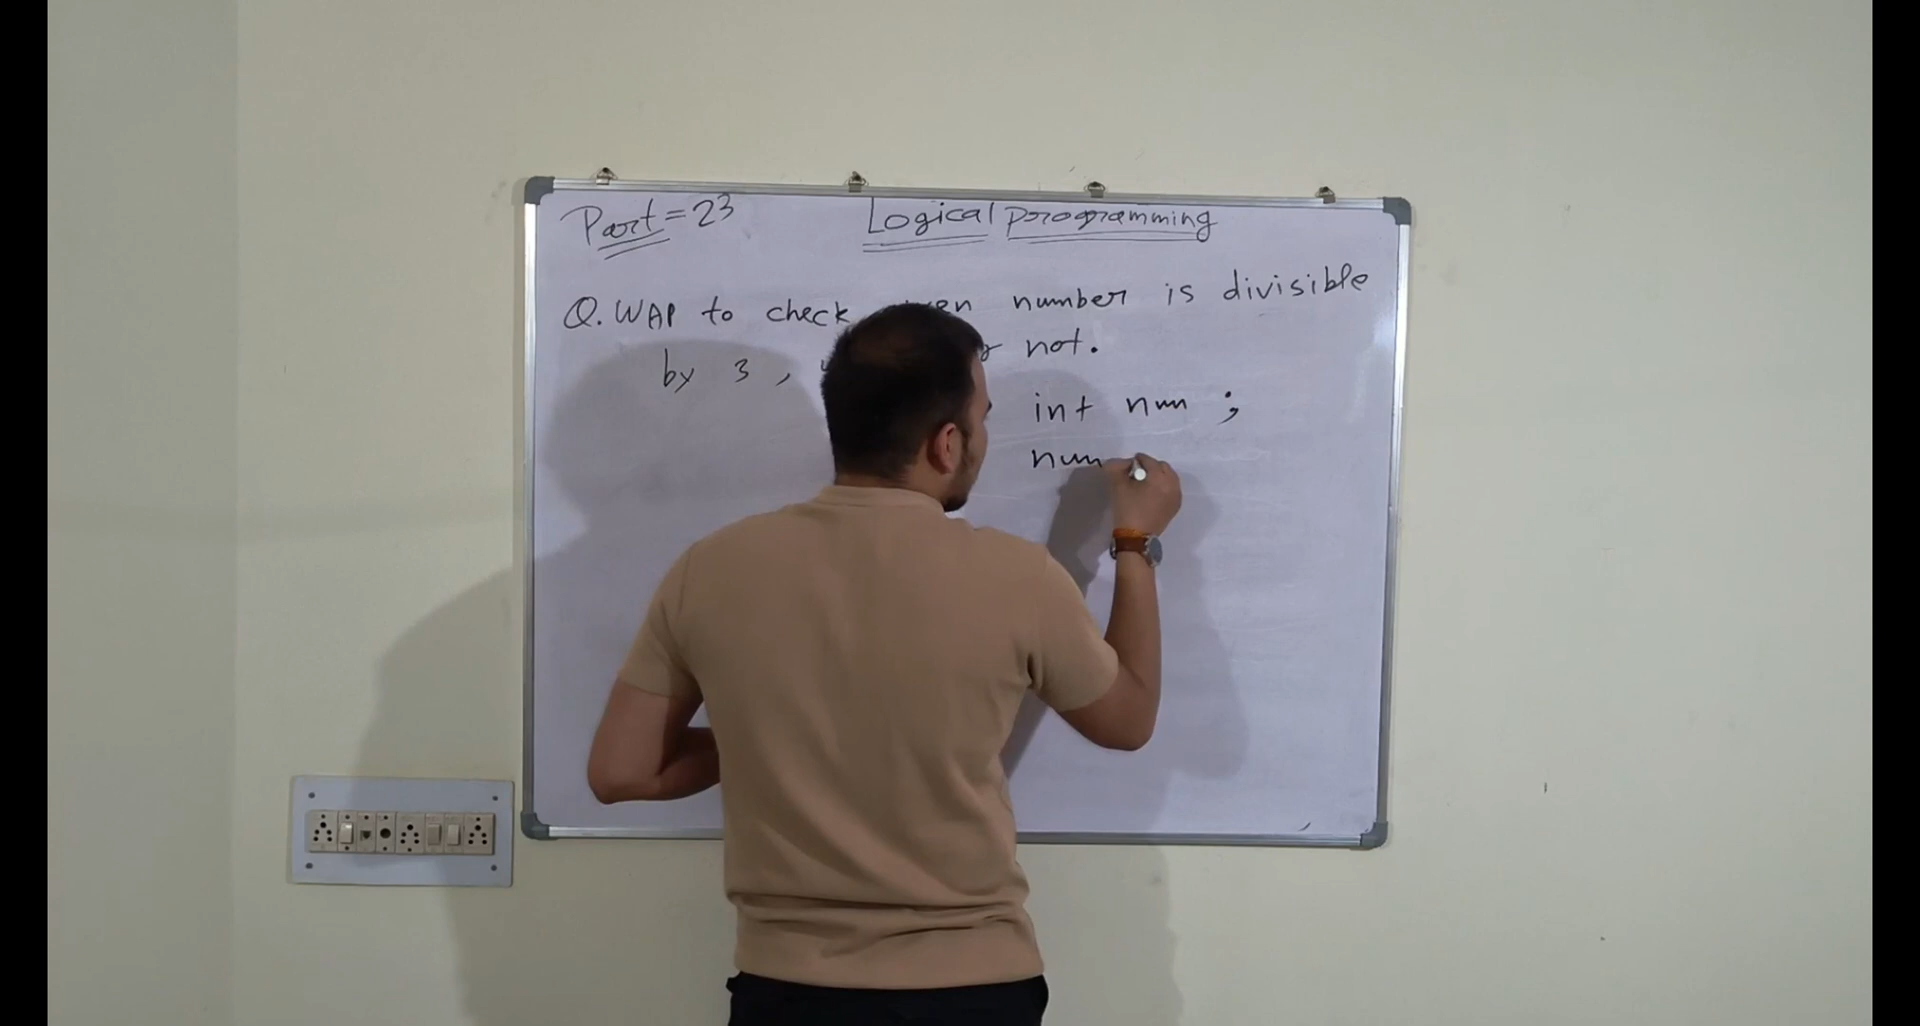 Part = 23
Logical programming
Q. WAP to check number is divisible
by 3 , not.
int num ;
num